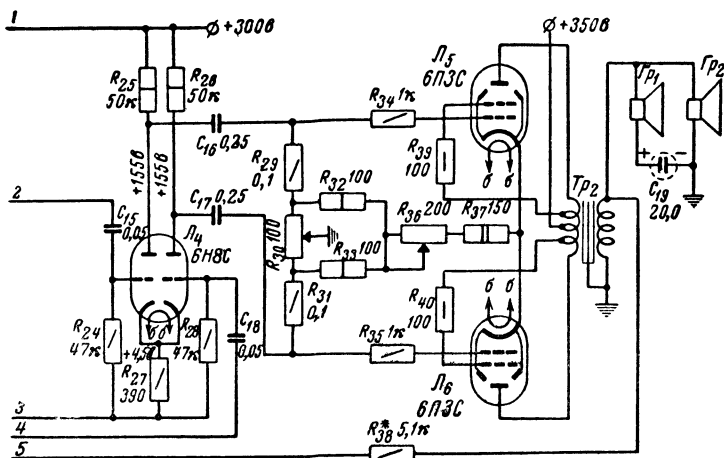 1
+300в
+350в
R25
50к
R26
50к
C16 0,25
R34 1к
Л5
6П3С
Гр1
Гр2
+155в
+155в
R29
0,1
R39
100
б б
+ -
C19
20,0
2
C15
0,05
C17 0,25
Л4
6Н8С
R32 100
R30 100
R33 100
R36 200
R37 150
Тр2
R31
0,1
R40
100
б б
R24
47к
б б
+4,5в
R27
390
R28
47к
C18
0,05
R35 1к
Л6
6П3С
3
4
5
R38* 5,1к